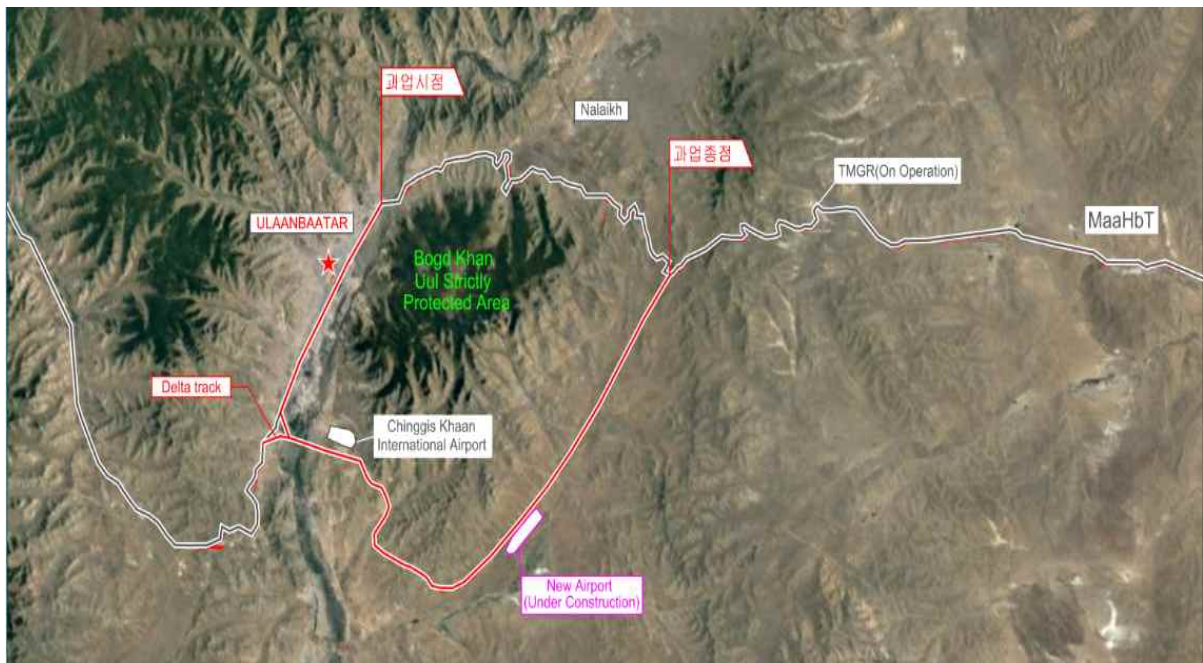 과업시점
Nalaikh
과업종점
TMGR(On Operation)
ULAANBAATAR
MaaHbT
Bogd Khan
Uul Strictly
Protected Area
Delta track
Chinggis Khaan
International Airport
New Airport
(Under Construction)